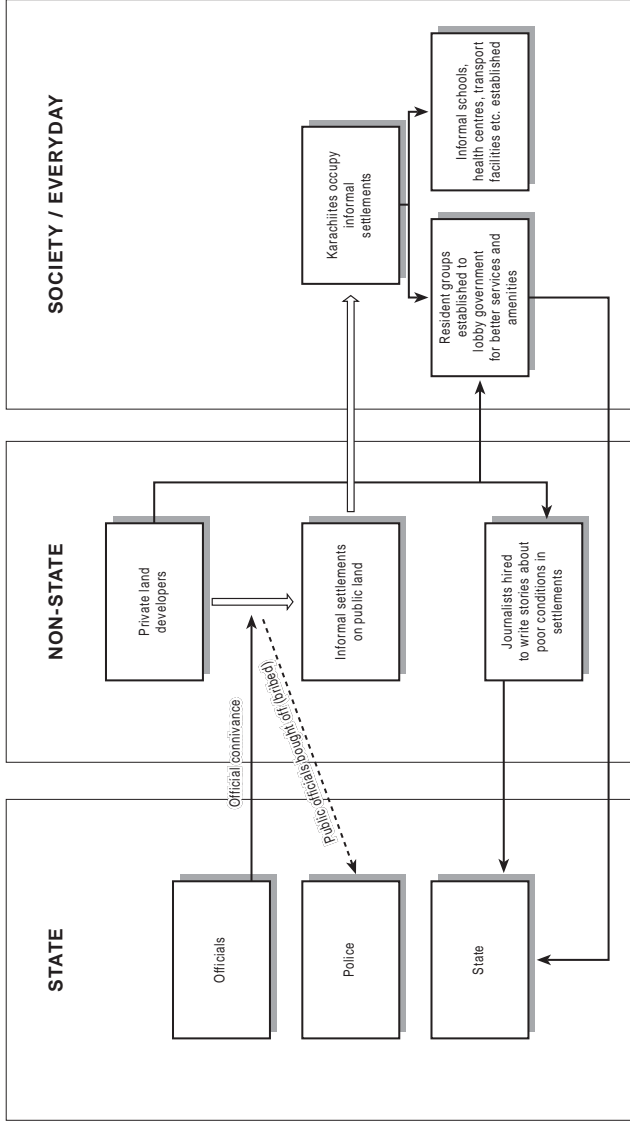 STATE
Officials
Police
State
Official connivance
Public officials bought off (bribed)
NON-STATE
Private land
developers
Informal settlements
on public land
Journalists hired
to write stories about
poor conditions in
settlements
SOCIETY / EVERYDAY
Karachiites occupy
informal
settlements
Resident groups
established to
lobby government
for better services and
amenities
Informal schools,
health centres, transport
facilities etc. established